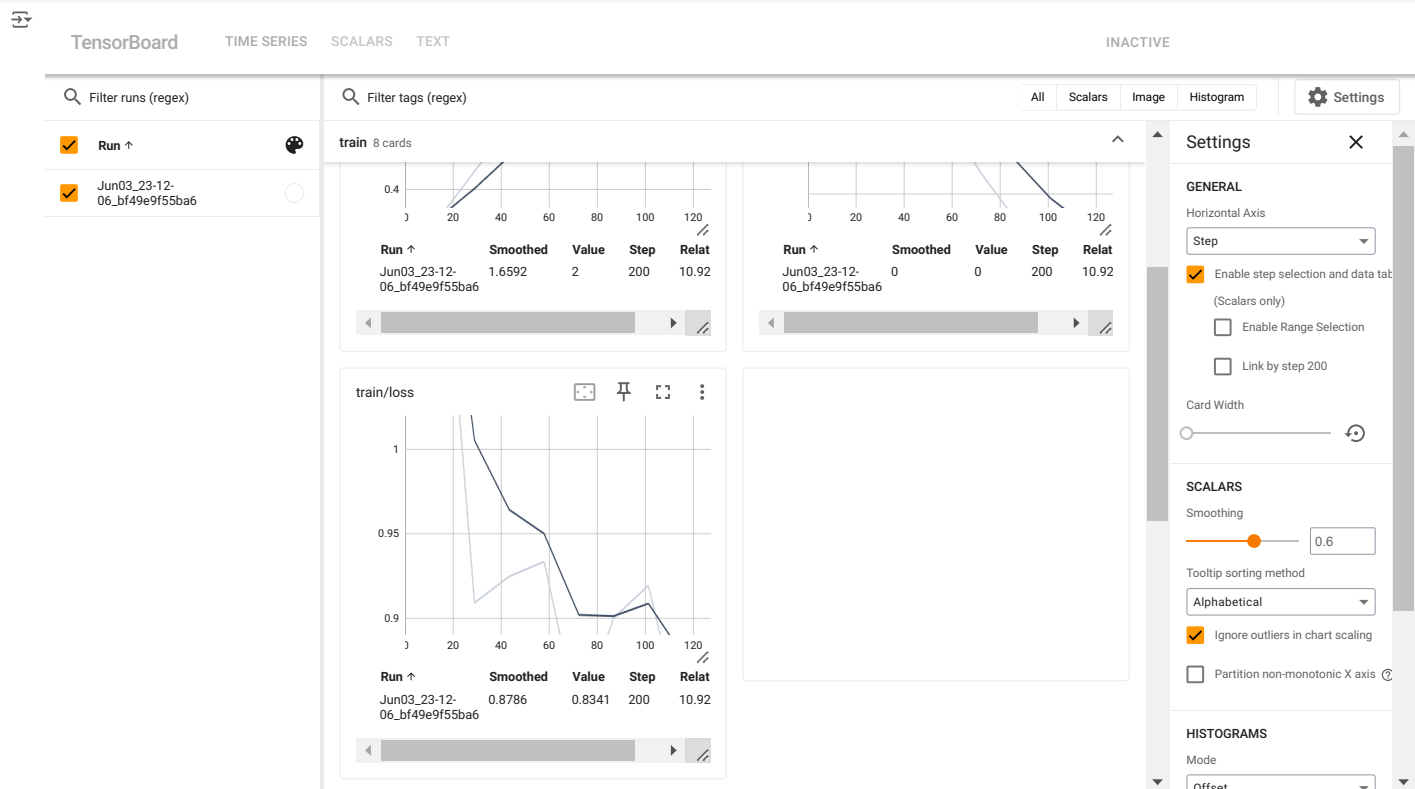 TensorBoard TIME SERIES SCALARS TEXT INACTIVE
Filter runs (regex)
Run ↑
Jun03_23-12-
06_bf49e9f55ba6
Filter tags (regex) All Scalars Image Histogram Settings
train 8 cards
0.4
0 20 40 60 80 100 120
Run ↑ Smoothed Value Step Relat
Jun03_23-12- 1.6592 2 200 10.92
06_bf49e9f55ba6
0 20 40 60 80 100 120
Run ↑ Smoothed Value Step Relat
Jun03_23-12- 0 0 200 10.92
06_bf49e9f55ba6
train/loss
1
0.95
0.9
0 20 40 60 80 100 120
Run ↑ Smoothed Value Step Relat
Jun03_23-12- 0.8786 0.8341 200 10.92
06_bf49e9f55ba6
Settings
GENERAL
Horizontal Axis
Step
Enable step selection and data tab
(Scalars only)
Enable Range Selection
Link by step 200
Card Width
SCALARS
Smoothing
0.6
Tooltip sorting method
Alphabetical
Ignore outliers in chart scaling
Partition non-monotonic X axis
HISTOGRAMS
Mode
Offset